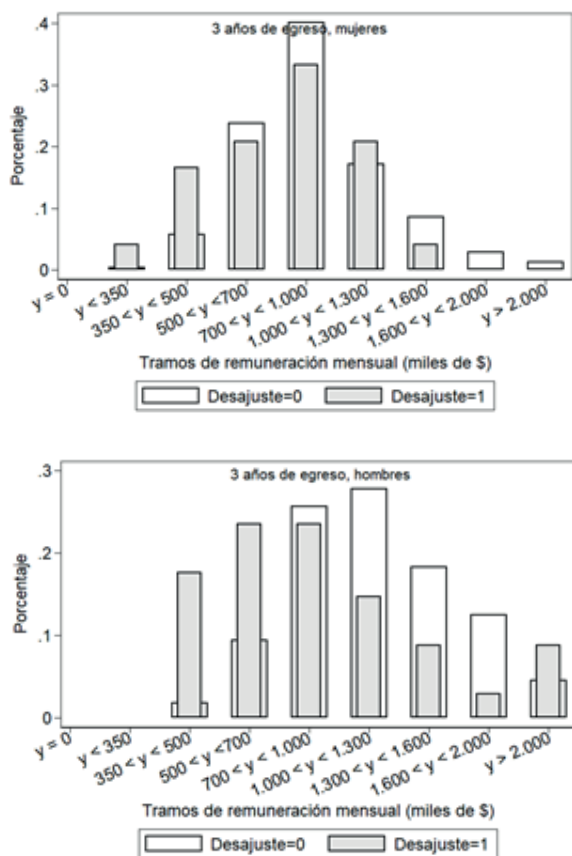 3 años de egreso, mujeres
Porcentaje
.4
.3
.2
.1
0
y = 0
y < 350
350 < y < 500
500 < y <700
700 < y < 1.000
1.000 < y < 1.300
1.300 < y < 1.600
1.600 < y < 2.000
y > 2.000
Tramos de remuneración mensual (miles de $)
Desajuste=0 Desajuste=1
3 años de egreso, hombres
Porcentaje
.3
.2
.1
0
y = 0
y < 350
350 < y < 500
500 < y <700
700 < y < 1.000
1.000 < y < 1.300
1.300 < y < 1.600
1.600 < y < 2.000
y > 2.000
Tramos de remuneración mensual (miles de $)
Desajuste=0 Desajuste=1